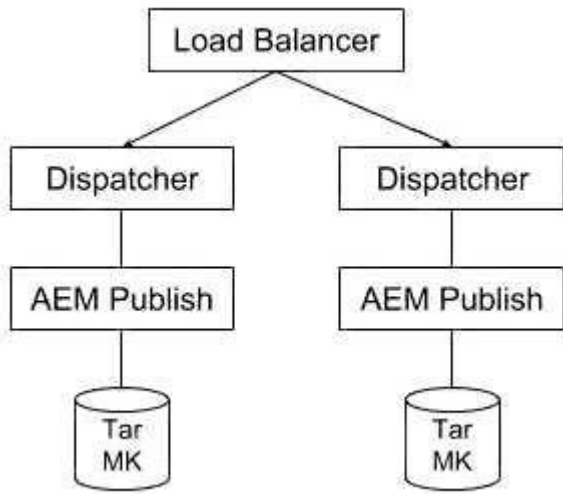 Load Balancer
Dispatcher
Dispatcher
AEM Publish
AEM Publish
Tar
MK
Tar
MK